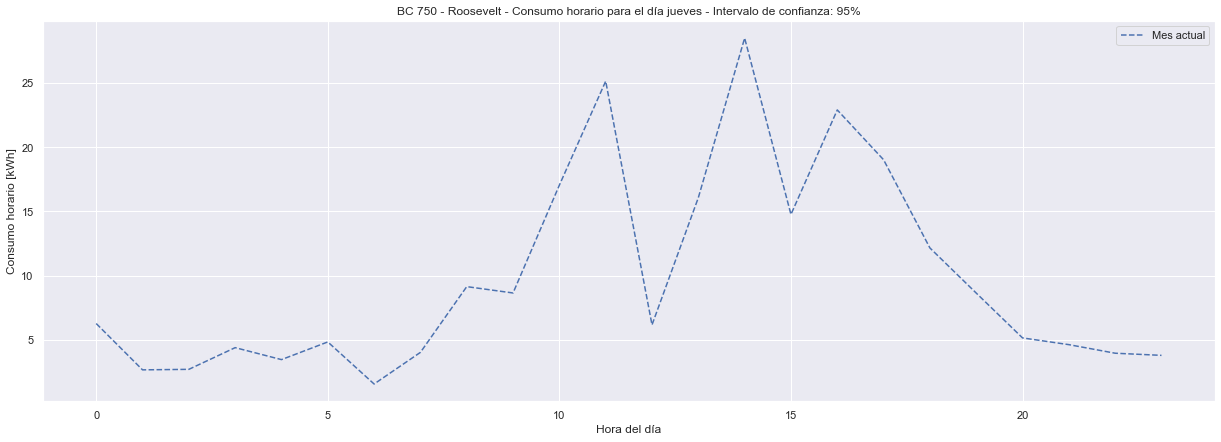 BC 750 - Roosevelt - Consumo horario para el día jueves - Intervalo de confianza: 95%
Mes actual
Consumo horario [kWh]
25
20
15
10
5
0 5 10 15 20
Hora del día